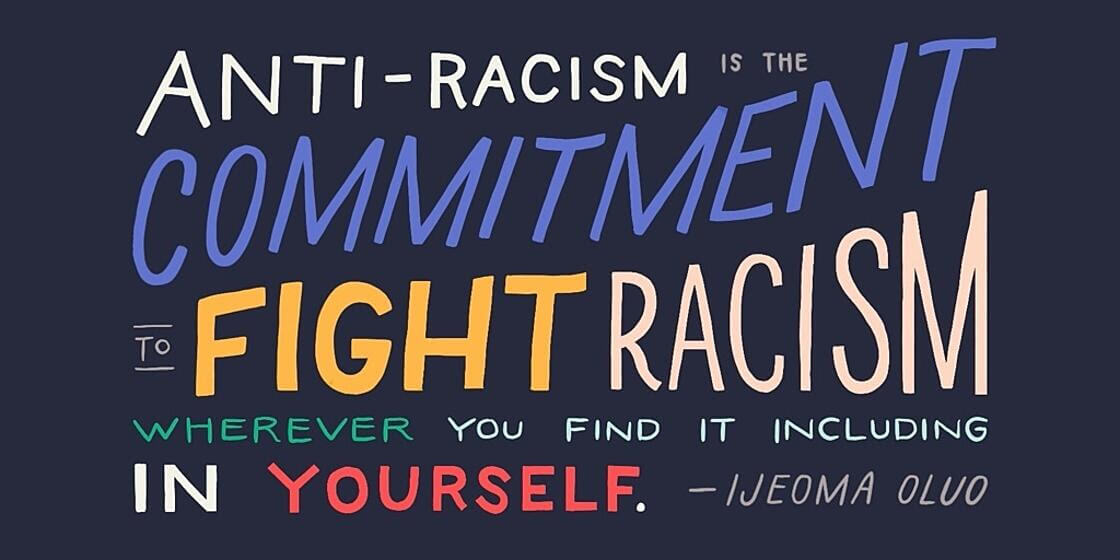 ANTI-RACISM IS THE
COMMITMENT
TO FIGHT RACISM
WHEREVER YOU FIND IT INCLUDING
IN YOURSELF. —IJEOMA OLUO